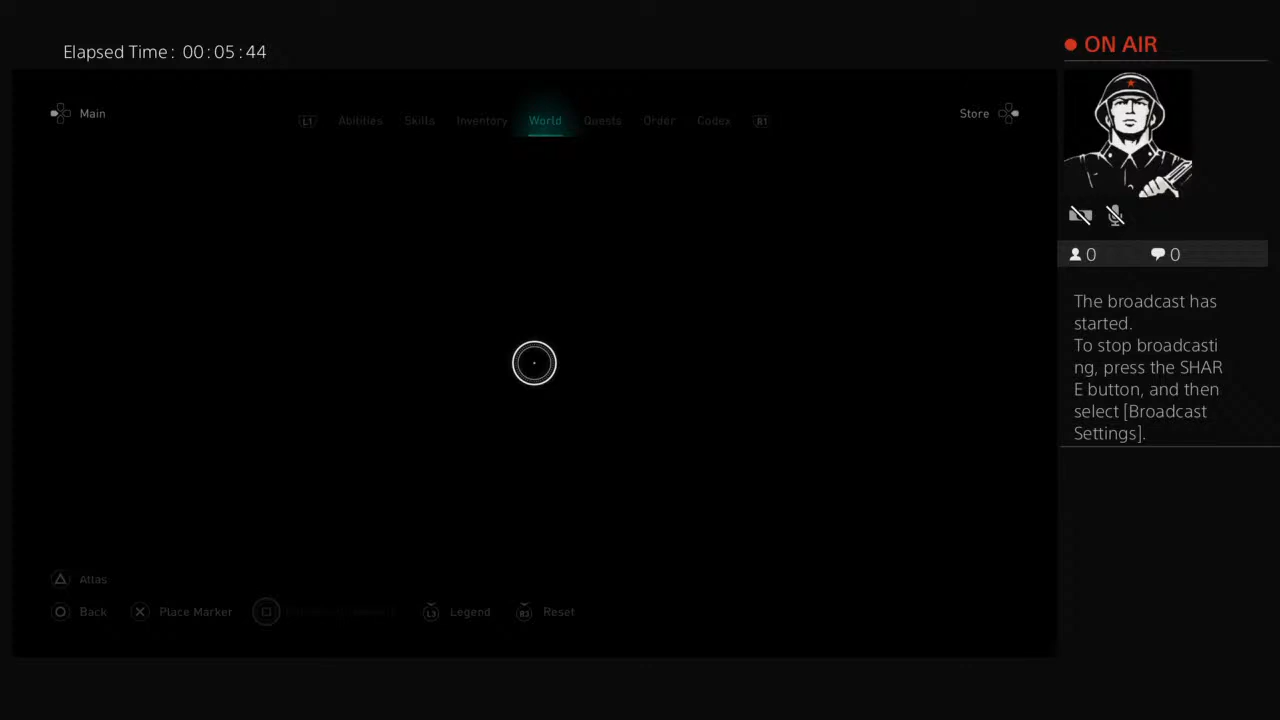 Elapsed Time: 00:05:44
ON AIR
Main
L1 Abilities Skills Inventory World Quests Order Codex R1
Store
0 0
The broadcast has
started.
To stop broadcasti
ng, press the SHAR
E button, and then
select [Broadcast
Settings].
Atlas
Back Place Marker L3 Legend R3 Reset